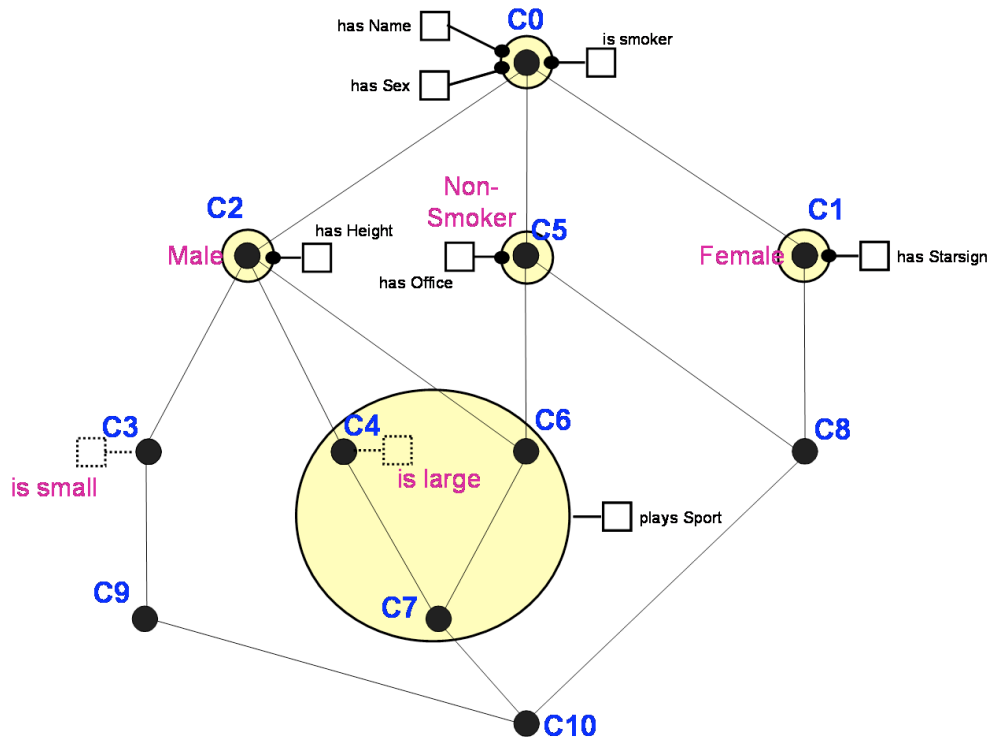 has Name
C0
is smoker
has Sex
C2
Non-
Smoker
C5
C1
Male
has Height
has Office
Female
has Starsign
C3
C4
C6
C8
is small
is large
plays Sport
C9
C7
C10